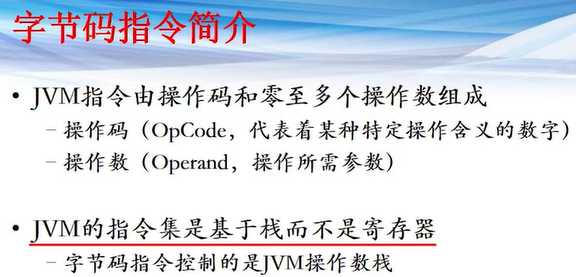 字节码指令简介
• JVM指令由操作码和零至多个操作数组成
– 操作码（OpCode，代表着某种特定操作含义的数字）
– 操作数（Operand，操作所需参数）
• JVM的指令集是基于栈而不是寄存器
– 字节码指令控制的是JVM操作数栈